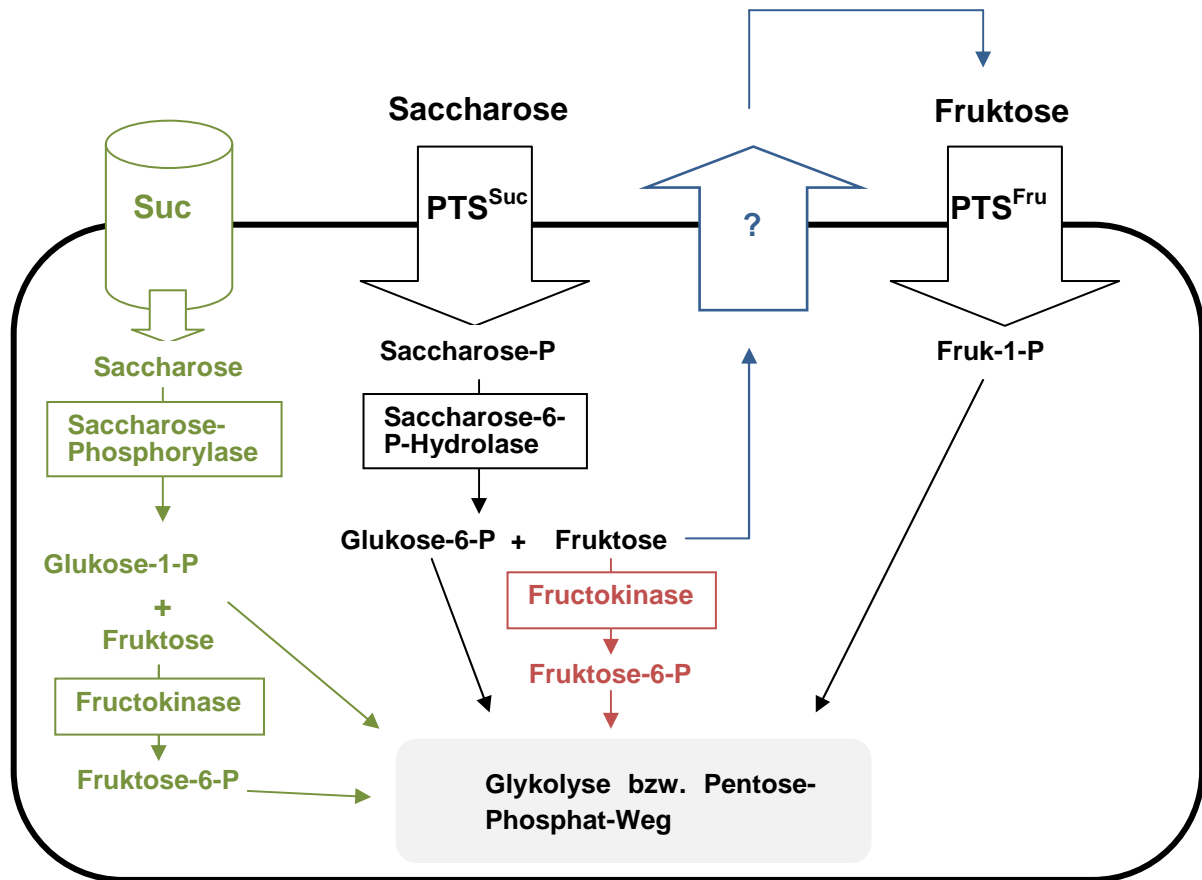 Saccharose
Fruktose
Suc
PTS^Suc
?
PTS^Fru
Saccharose
Saccharose-P
Fruk-1-P
Saccharose-
Phosphorylase
Saccharose-6-
P-Hydrolase
Glukose-6-P + Fruktose
Glukose-1-P
+
Fruktose
Fructokinase
Fruktose-6-P
Fructokinase
Fruktose-6-P
Glykolyse bzw. Pentose-
Phosphat-Weg